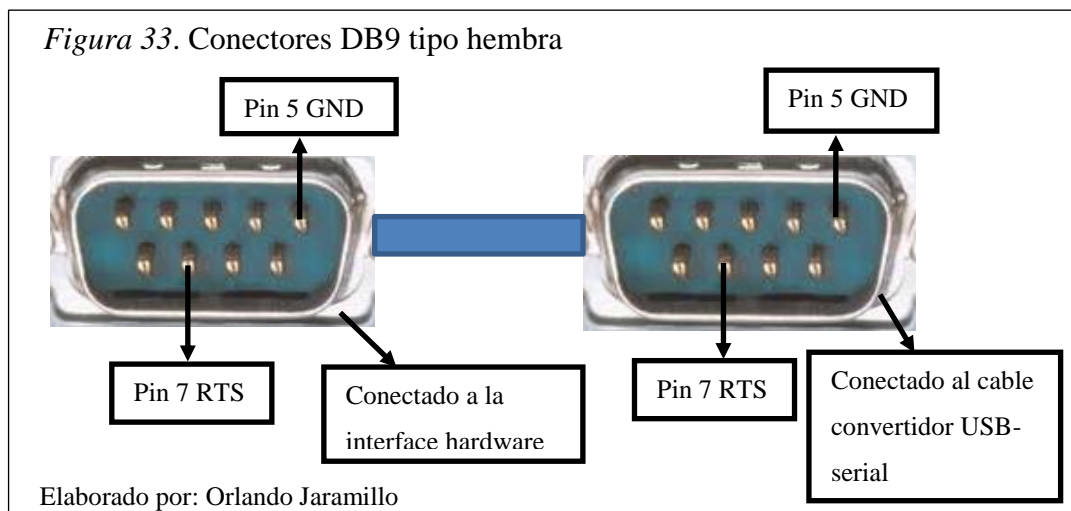 Figura 33. Conectores DB9 tipo hembra
Pin 5 GND
Pin 5 GND
Pin 7 RTS
Conectado a la
interface hardware
Pin 7 RTS
Conectado al cable
convertidor USB-
serial
Elaborado por: Orlando Jaramillo